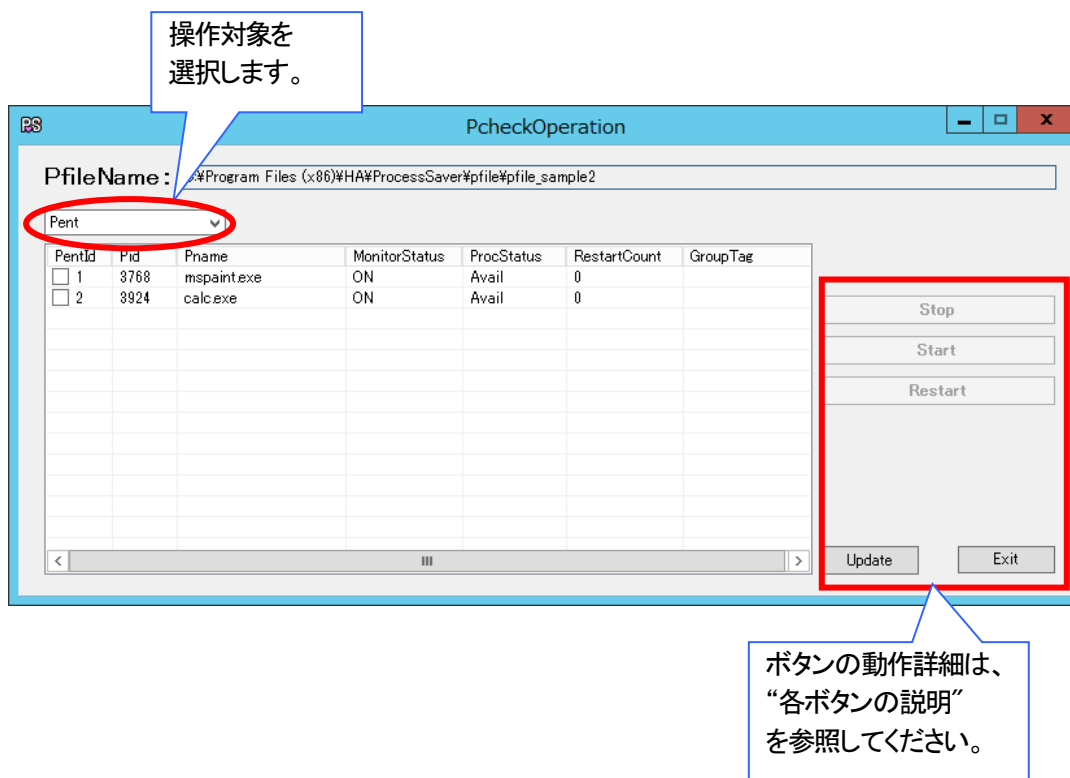 操作対象を
選択します。
PS
PcheckOperation
PfileName:
:¥Program Files (x86)¥HA¥ProcessSaver¥pfile¥pfile_sample2
Pent
PentId Pid Pname MonitorStatus ProcStatus RestartCount GroupTag
1 3768 mspaint.exe ON Avail 0
2 3924 calc.exe ON Avail 0
Stop
Start
Restart
Update Exit
ボタンの動作詳細は、
“各ボタンの説明”
を参照してください。